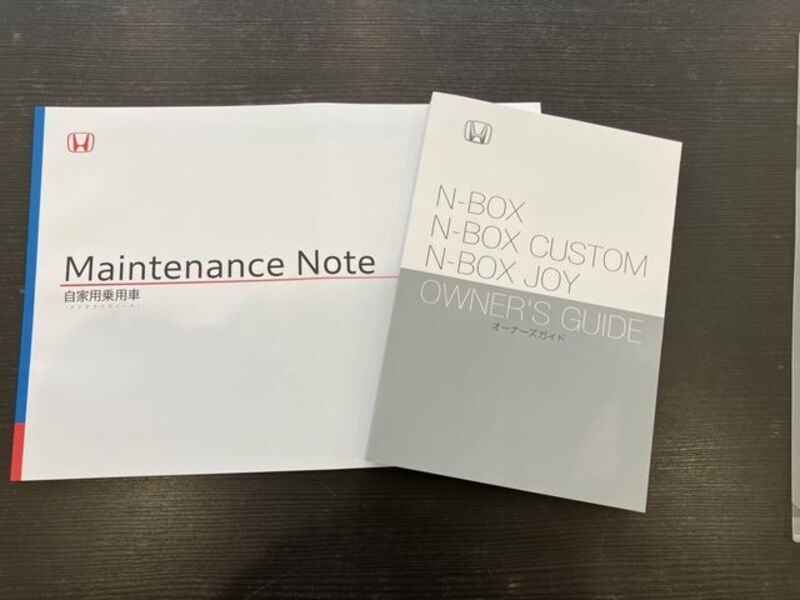 Maintenance Note
自家用乗用車
N-BOX
N-BOX CUSTOM
N-BOX JOY
OWNER'S GUIDE
オーナーズガイド